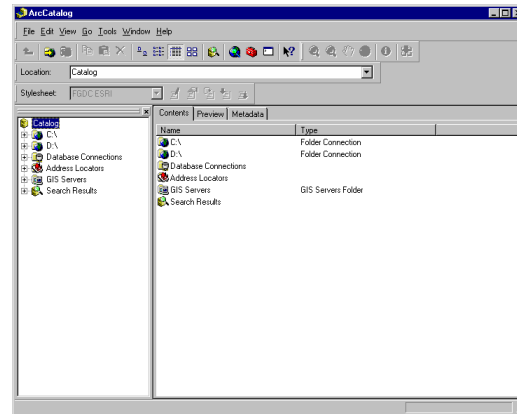 ArcCatalog
File Edit View Go Tools Window Help
Location: Catalog
Stylesheet: FGDC ESRI
Catalog
C:\
D:\
Database Connections
Address Locators
GIS Servers
Search Results
Contents Preview Metadata
Name Type
C:\ Folder Connection
D:\ Folder Connection
Database Connections
Address Locators
GIS Servers GIS Servers Folder
Search Results